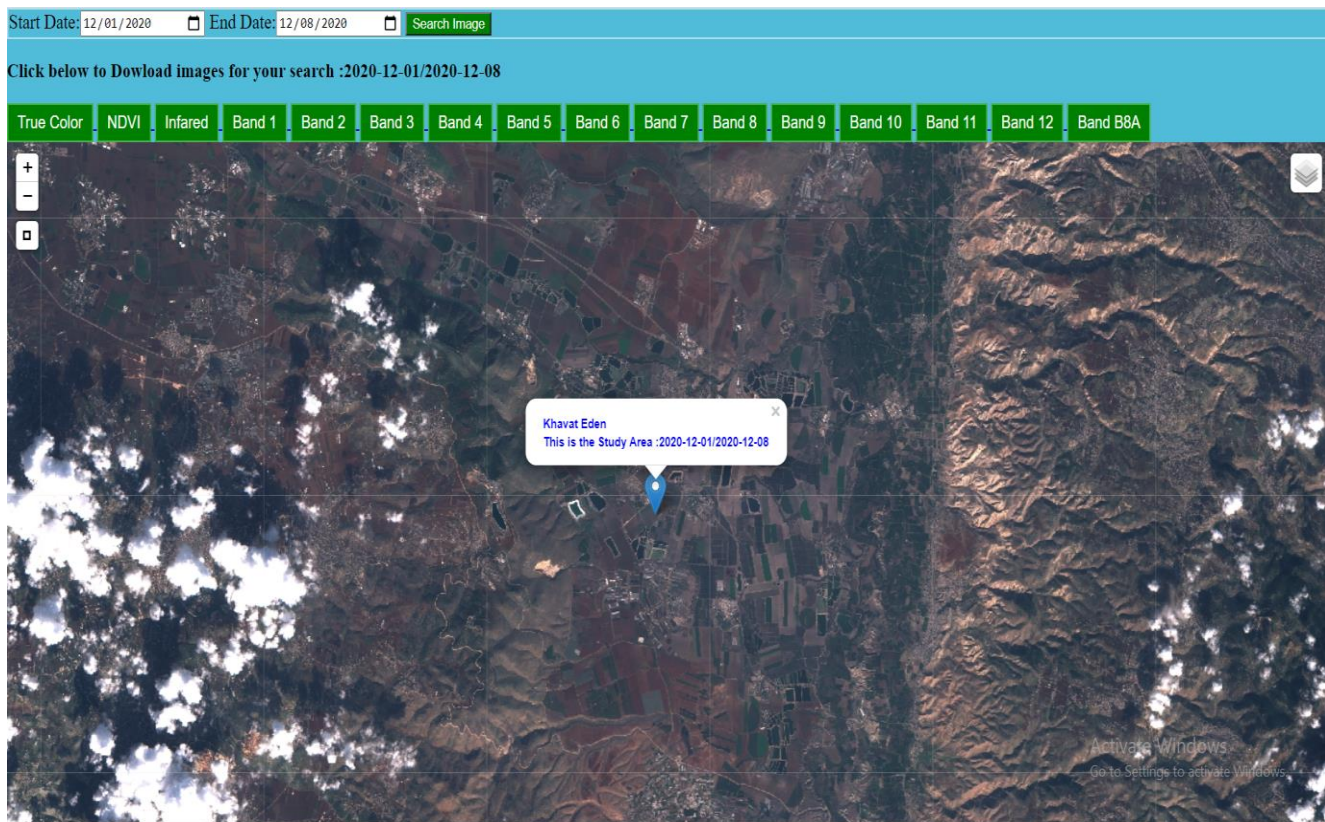 Start Date: 12/01/2020 End Date: 12/08/2020 Search Image
Click below to Dowload images for your search :2020-12-01/2020-12-08
True Color NDVI Infared Band 1 Band 2 Band 3 Band 4 Band 5 Band 6 Band 7 Band 8 Band 9 Band 10 Band 11 Band 12 Band B8A
+
−
x
Khavat Eden
This is the Study Area :2020-12-01/2020-12-08
Activate Windows
Go to Settings to activate Windows.